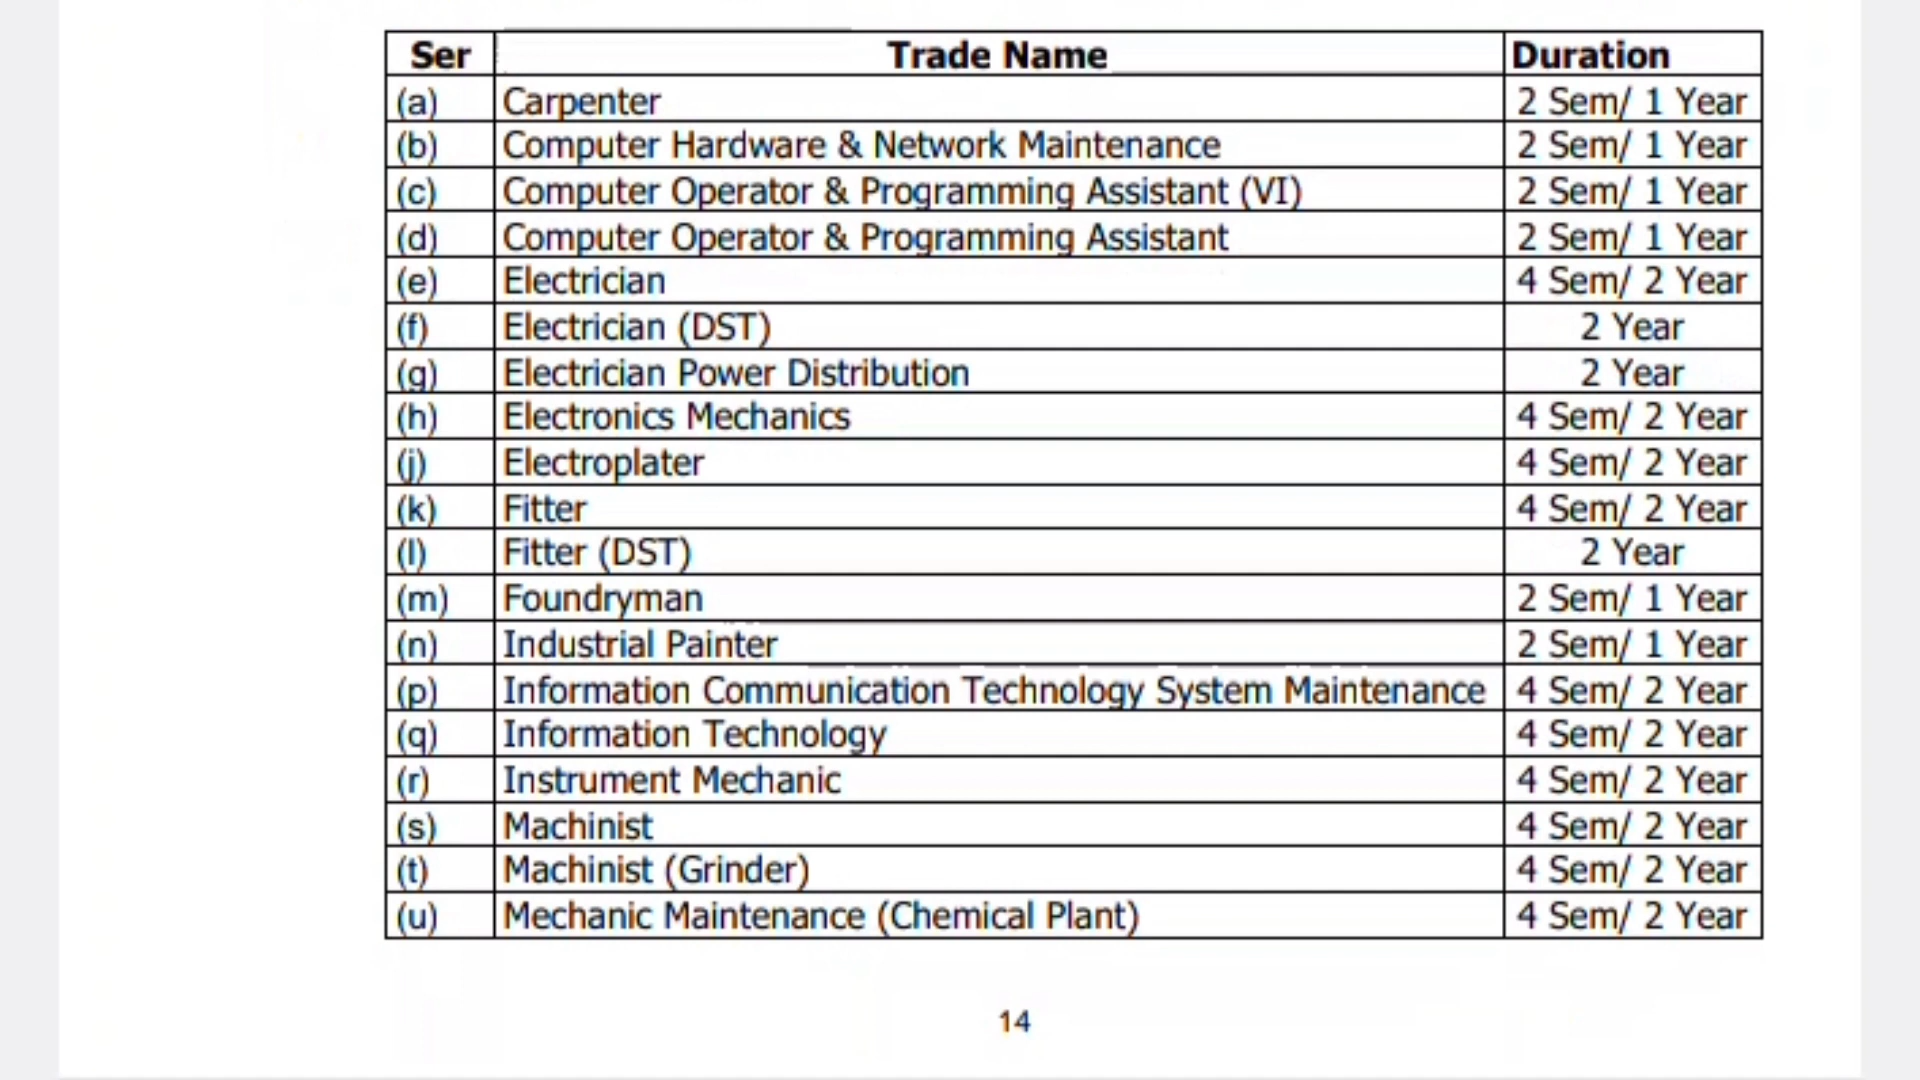 Ser Trade Name Duration
(a) Carpenter 2 Sem/ 1 Year
(b) Computer Hardware & Network Maintenance 2 Sem/ 1 Year
(c) Computer Operator & Programming Assistant (VI) 2 Sem/ 1 Year
(d) Computer Operator & Programming Assistant 2 Sem/ 1 Year
(e) Electrician 4 Sem/ 2 Year
(f) Electrician (DST) 2 Year
(g) Electrician Power Distribution 2 Year
(h) Electronics Mechanics 4 Sem/ 2 Year
(j) Electroplater 4 Sem/ 2 Year
(k) Fitter 4 Sem/ 2 Year
(l) Fitter (DST) 2 Year
(m) Foundryman 2 Sem/ 1 Year
(n) Industrial Painter 2 Sem/ 1 Year
(p) Information Communication Technology System Maintenance 4 Sem/ 2 Year
(q) Information Technology 4 Sem/ 2 Year
(r) Instrument Mechanic 4 Sem/ 2 Year
(s) Machinist 4 Sem/ 2 Year
(t) Machinist (Grinder) 4 Sem/ 2 Year
(u) Mechanic Maintenance (Chemical Plant) 4 Sem/ 2 Year
14